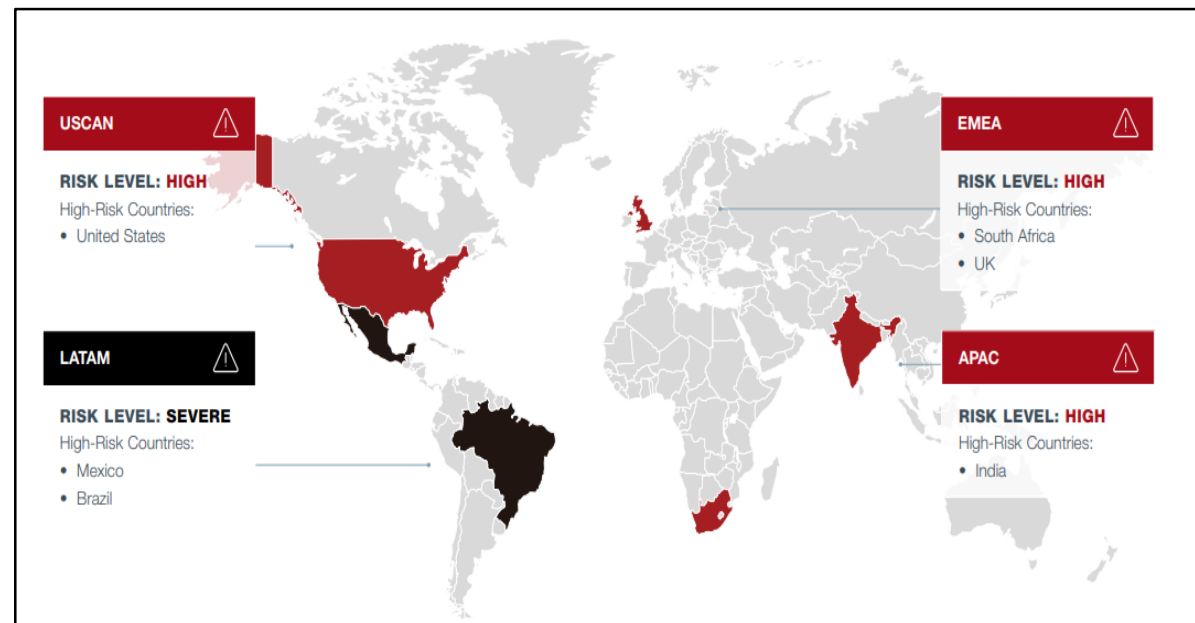 USCAN
RISK LEVEL: HIGH
High-Risk Countries:
• United States
LATAM
RISK LEVEL: SEVERE
High-Risk Countries:
• Mexico
• Brazil
EMEA
RISK LEVEL: HIGH
High-Risk Countries:
• South Africa
• UK
APAC
RISK LEVEL: HIGH
High-Risk Countries:
• India